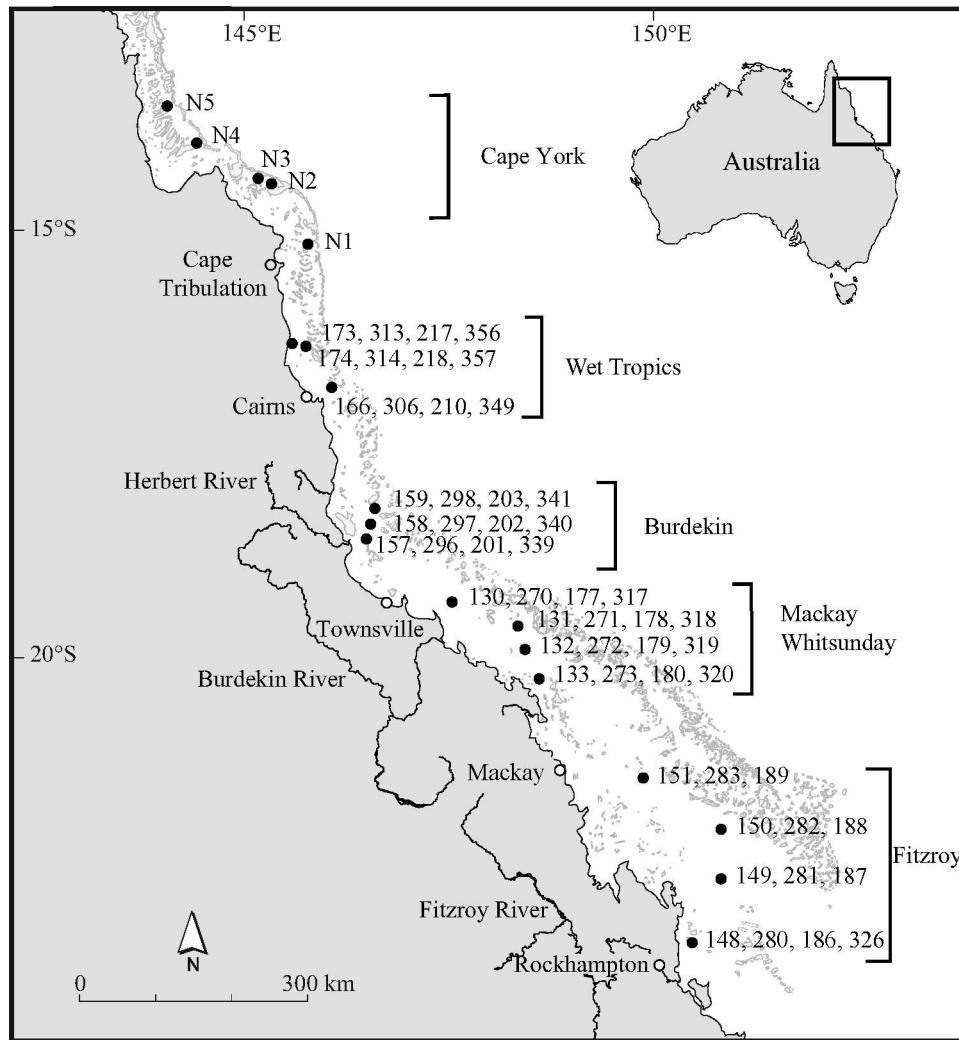 145°E
150°E
N5
N4
N3
N2
N1
Cape York
Australia
15°S
Cape
Tribulation
173, 313, 217, 356
174, 314, 218, 357
166, 306, 210, 349
Wet Tropics
Cairns
Herbert River
159, 298, 203, 341
158, 297, 202, 340
157, 296, 201, 339
Burdekin
130, 270, 177, 317
131, 271, 178, 318
132, 272, 179, 319
133, 273, 180, 320
Mackay
Whitsunday
Townsville
20°S
Burdekin River
Mackay
151, 283, 189
150, 282, 188
149, 281, 187
148, 280, 186, 326
Fitzroy
Fitzroy River
Rockhampton
N
0
300 km